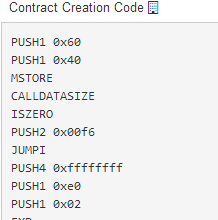 Contract Creation Code
PUSH1 0x60
PUSH1 0x40
MSTORE
CALLDATASIZE
ISZERO
PUSH2 0x00f6
JUMPI
PUSH4 0xffffffff
PUSH1 0xe0
PUSH1 0x02